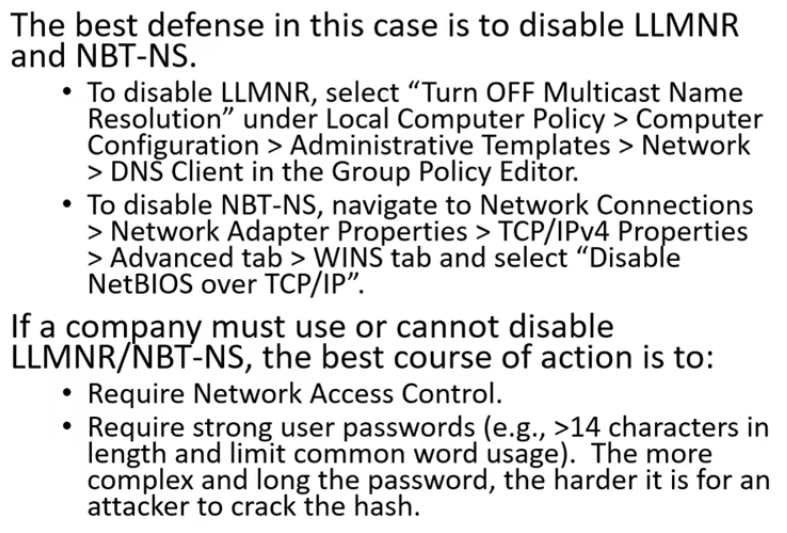 The best defense in this case is to disable LLMNR
and NBT-NS.
• To disable LLMNR, select “Turn OFF Multicast Name
Resolution” under Local Computer Policy > Computer
Configuration > Administrative Templates > Network
> DNS Client in the Group Policy Editor.
• To disable NBT-NS, navigate to Network Connections
> Network Adapter Properties > TCP/IPv4 Properties
> Advanced tab > WINS tab and select “Disable
NetBIOS over TCP/IP”.
If a company must use or cannot disable
LLMNR/NBT-NS, the best course of action is to:
• Require Network Access Control.
• Require strong user passwords (e.g., >14 characters in
length and limit common word usage).  The more
complex and long the password, the harder it is for an
attacker to crack the hash.